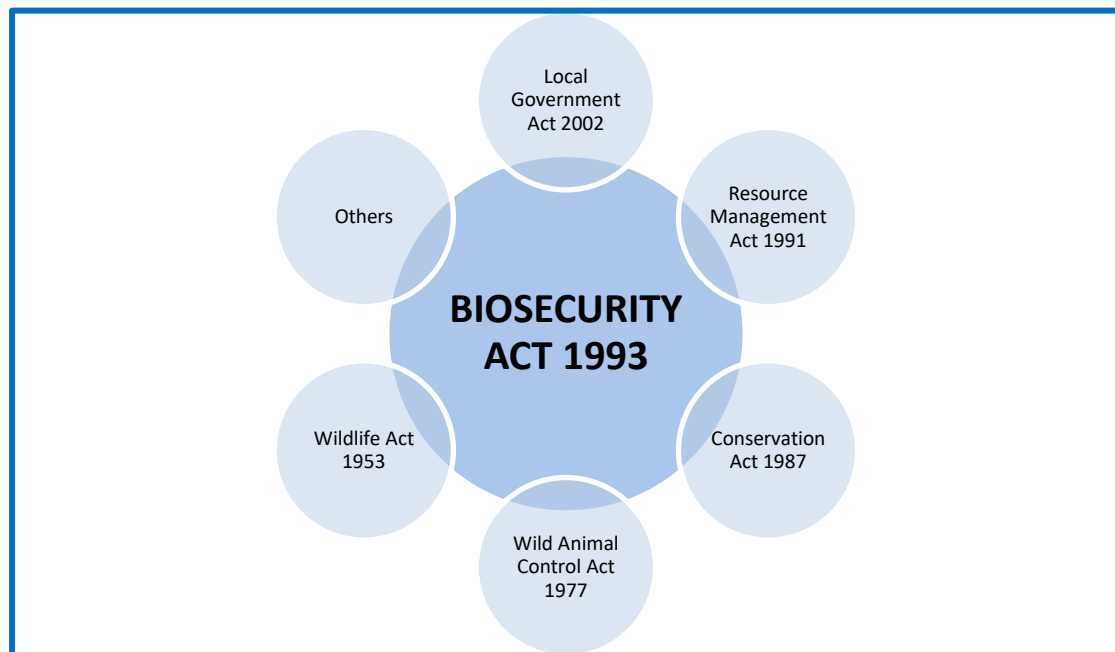 Local
Government
Act 2002
Others
Resource
Management
Act 1991
BIOSECURITY
ACT 1993
Wildlife Act
1953
Conservation
Act 1987
Wild Animal
Control Act
1977